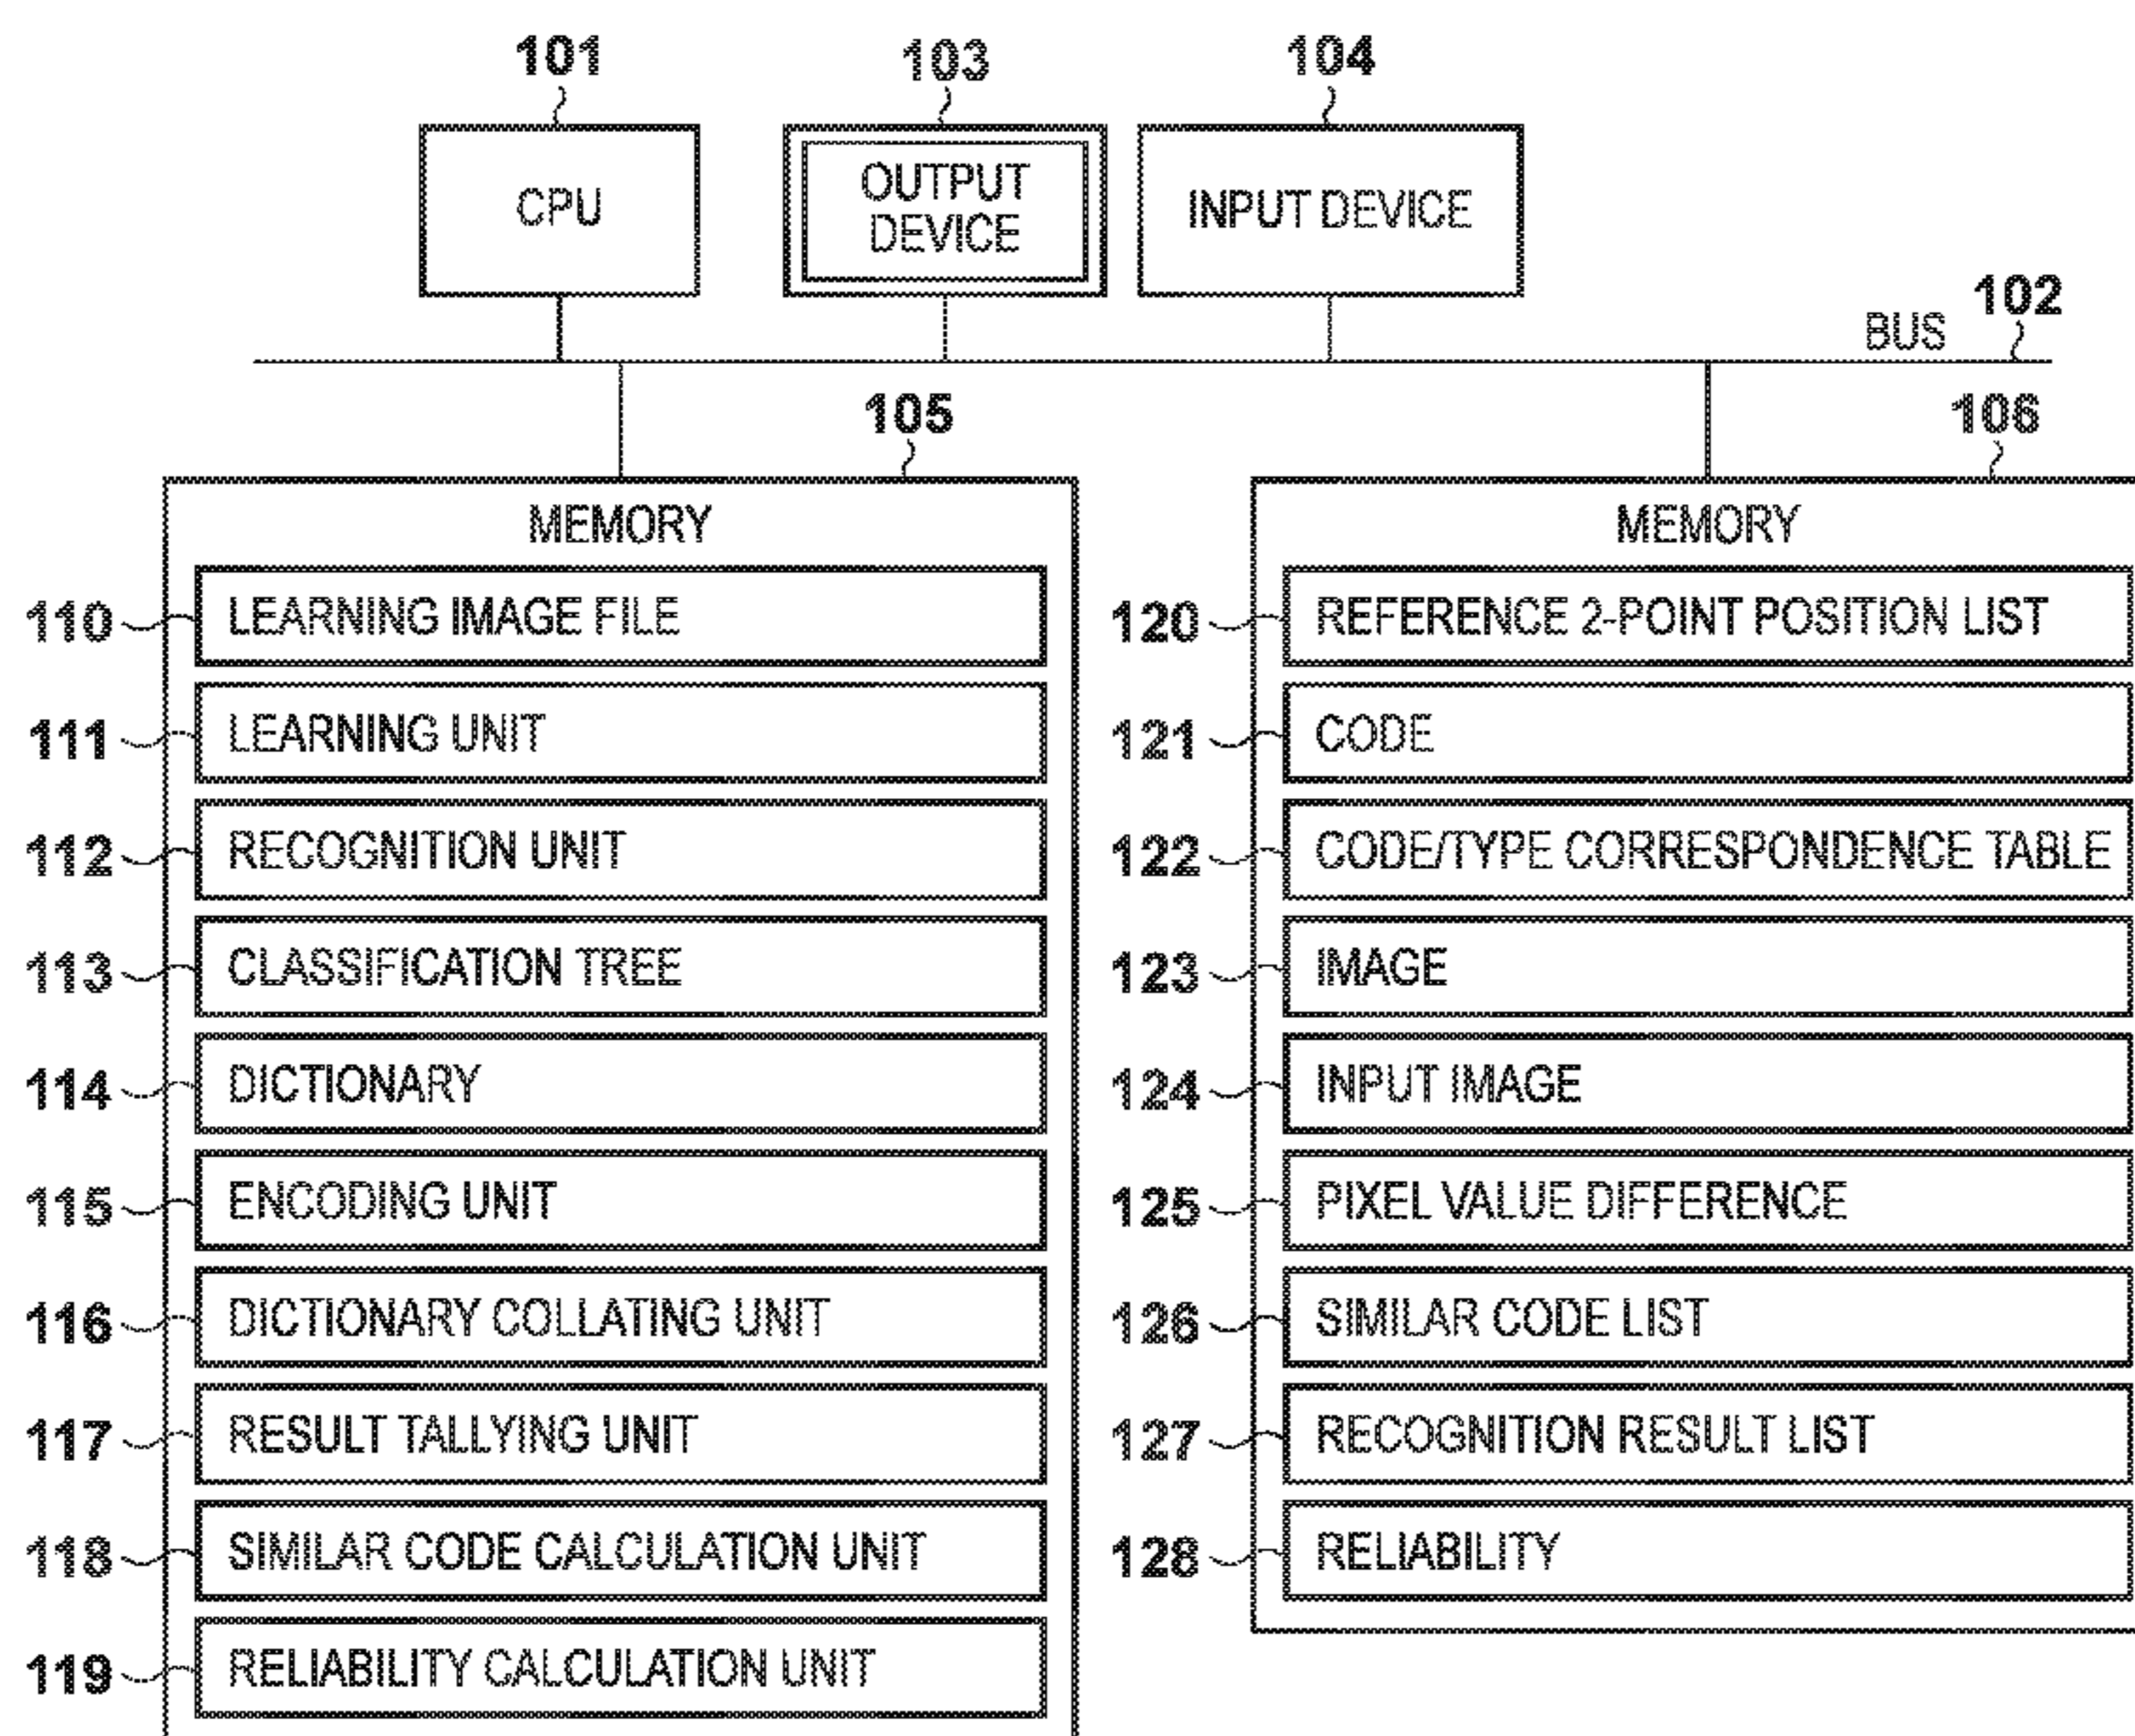 101
103
104
CPU
OUTPUT
DEVICE
INPUT DEVICE
BUS
102
105
106
MEMORY
110
LEARNING IMAGE FILE
111
LEARNING UNIT
112
RECOGNITION UNIT
113
CLASSIFICATION TREE
114
DICTIONARY
115
ENCODING UNIT
116
DICTIONARY COLLATING UNIT
117
RESULT TALLYING UNIT
118
SIMILAR CODE CALCULATION UNIT
119
RELIABILITY CALCULATION UNIT
MEMORY
120
REFERENCE 2-POINT POSITION LIST
121
CODE
122
CODE/TYPE CORRESPONDENCE TABLE
123
IMAGE
124
INPUT IMAGE
125
PIXEL VALUE DIFFERENCE
126
SIMILAR CODE LIST
127
RECOGNITION RESULT LIST
128
RELIABILITY